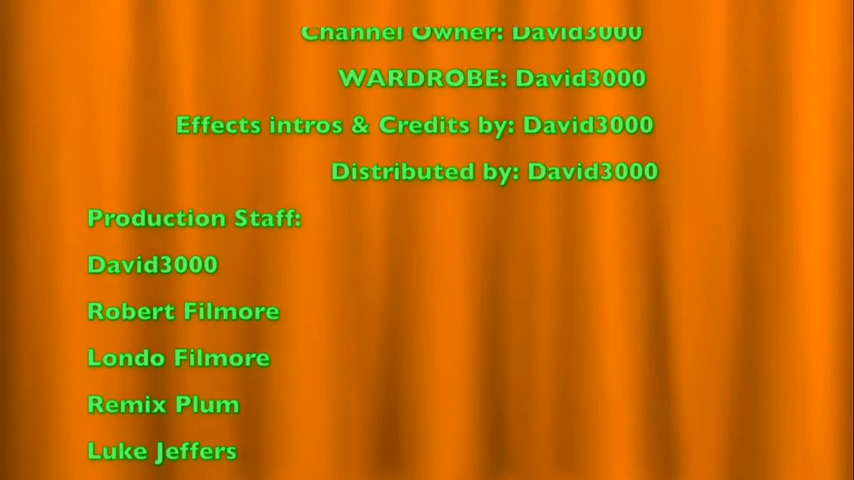 Channel Owner: David3000
WARDROBE: David3000
Effects intros & Credits by: David3000
Distributed by: David3000
Production Staff:
David3000
Robert Filmore
Londo Filmore
Remix Plum
Luke Jeffers